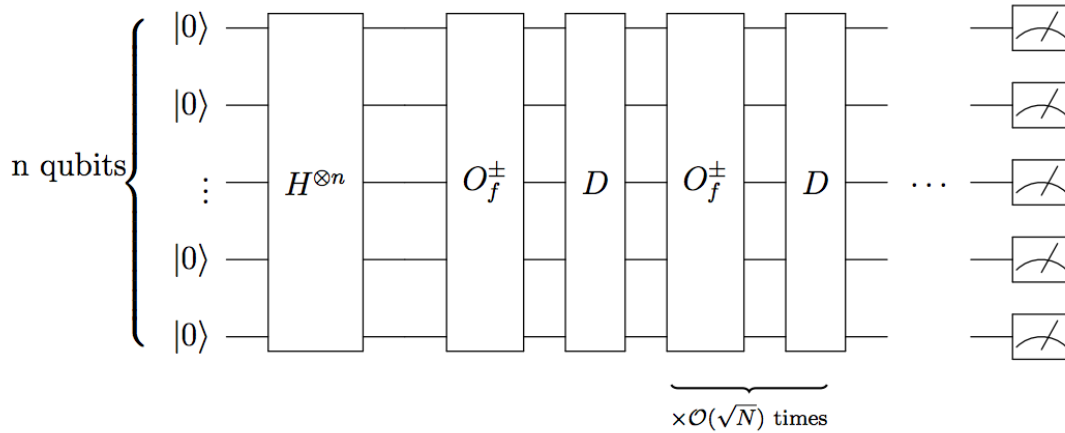 |0⟩
|0⟩
n qubits
⋮
H^{⊗n}
O_f^±
D
O_f^±
D
⋯
|0⟩
|0⟩
×𝒪(√N) times